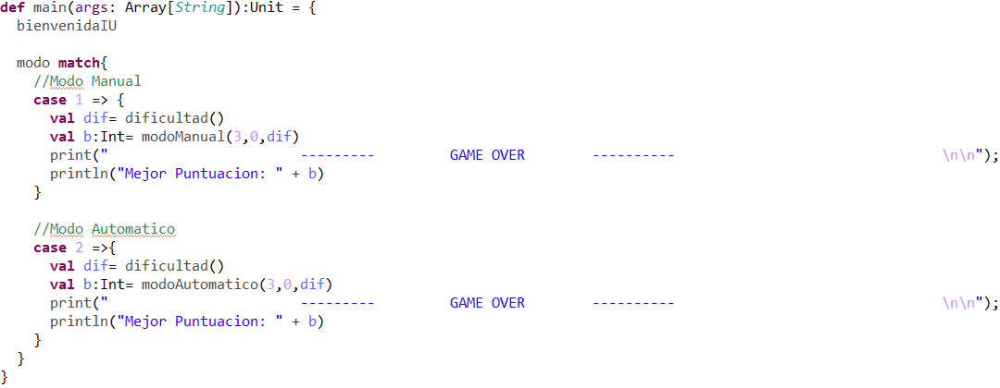 def main(args: Array[String]):Unit = {
  bienvenidaIU

  modo match{
    //Modo Manual
    case 1 => {
      val dif= dificultad()
      val b:Int= modoManual(3,0,dif)
      print("                       ---------         GAME OVER        ----------                                \n\n");
      println("Mejor Puntuacion: " + b)
    }

    //Modo Automatico
    case 2 =>{
      val dif= dificultad()
      val b:Int= modoAutomatico(3,0,dif)
      print("                       ---------         GAME OVER        ----------                                \n\n");
      println("Mejor Puntuacion: " + b)
    }
  }
}